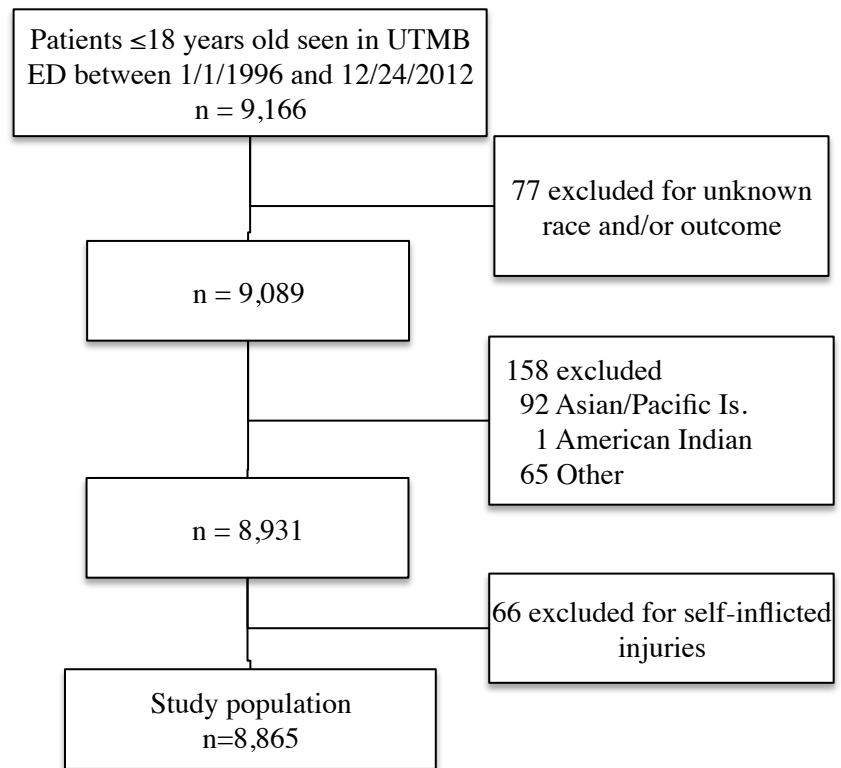 Patients ≤18 years old seen in UTMB
ED between 1/1/1996 and 12/24/2012
n = 9,166
77 excluded for unknown
race and/or outcome
n = 9,089
158 excluded
92 Asian/Pacific Is.
1 American Indian
65 Other
n = 8,931
66 excluded for self-inflicted
injuries
Study population
n=8,865